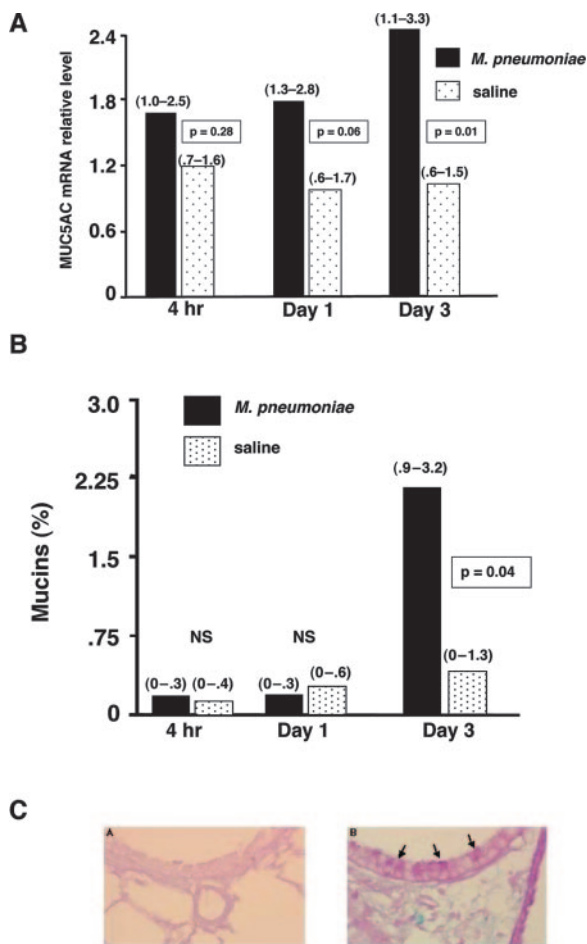 A
MUC5AC mRNA relative level
2.4
1.8
1.2
0.6
0
(1.0–2.5)
(.7–1.6)
p = 0.28
(1.3–2.8)
(.6–1.7)
p = 0.06
(1.1–3.3)
(.6–1.5)
p = 0.01
M. pneumoniae
saline
4 hr Day 1 Day 3
B
Mucins (%)
3.0
2.25
1.5
.75
0
M. pneumoniae
saline
NS
(0–.3) (0–.4)
NS
(0–.3) (0–.6)
(.9–3.2)
(0–1.3)
p = 0.04
4 hr Day 1 Day 3
C
A
B